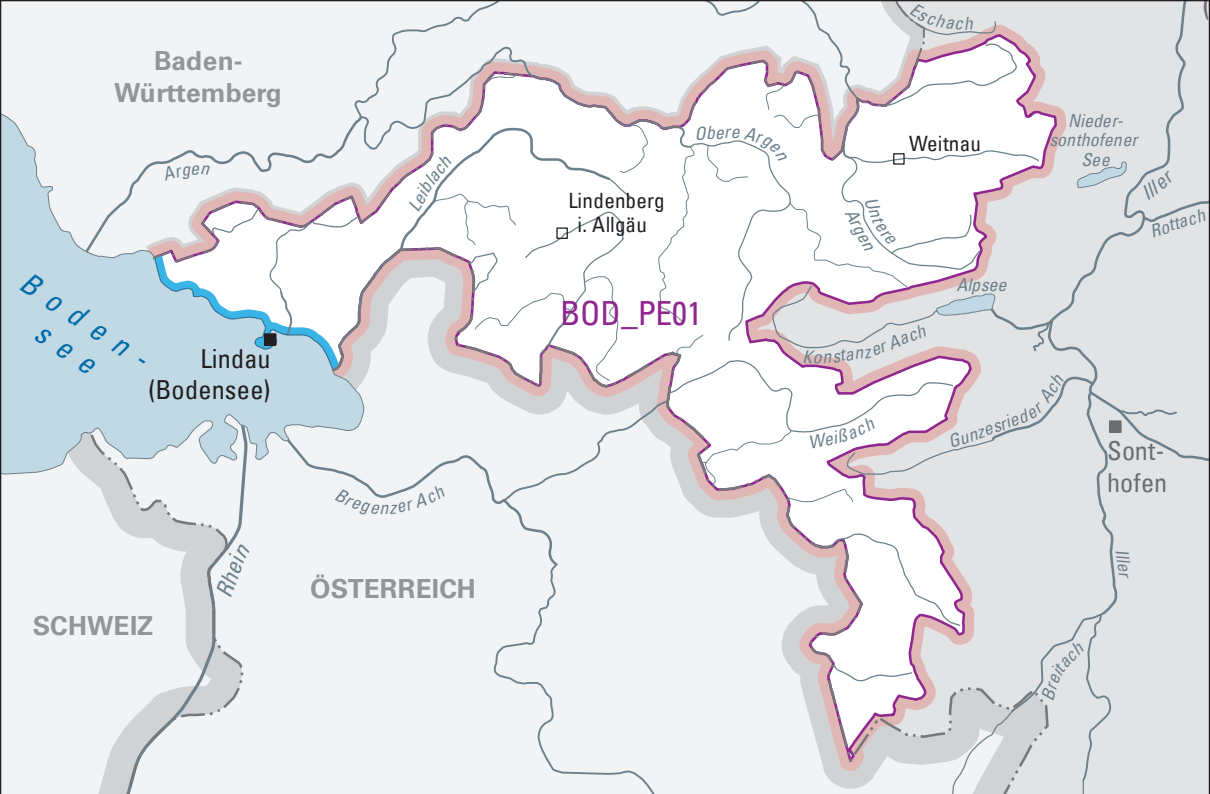 Eschach
Baden-
Württemberg
Nieder-
sonthofener
See
Obere Argen
Weitnau
Argen
Leiblach
Iller
Lindenberg
i. Allgäu
Untere
Argen
Rottach
Boden-
see
Alpsee
BOD_PE01
Konstanzer Aach
Lindau
(Bodensee)
Weißach
Gunzesrieder Ach
Sont-
hofen
Bregenzer Ach
Rhein
Iller
ÖSTERREICH
SCHWEIZ
Breitach